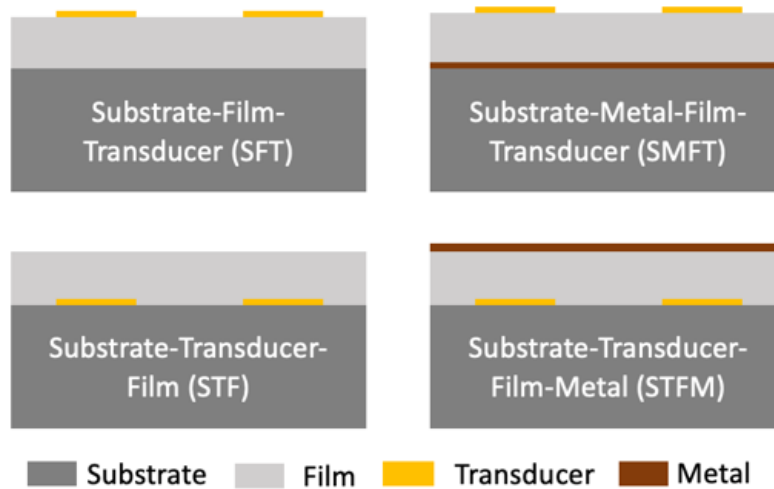 Substrate-Film-
Transducer (SFT)
Substrate-Metal-Film-
Transducer (SMFT)
Substrate-Transducer-
Film (STF)
Substrate-Transducer-
Film-Metal (STFM)
Substrate
Film
Transducer
Metal